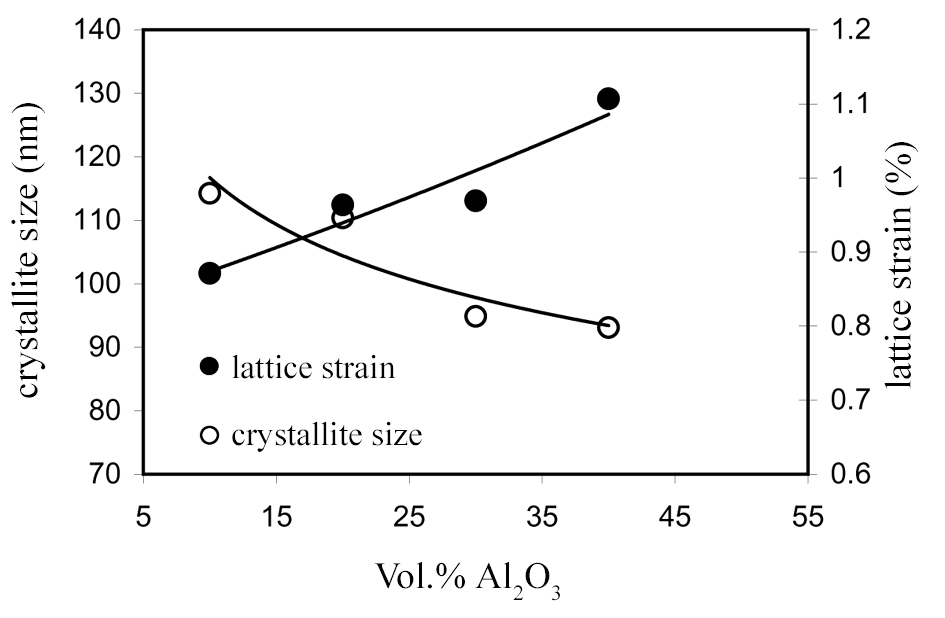 140
130
120
110
100
90
80
70
crystallite size (nm)
1.2
1.1
1
0.9
0.8
0.7
0.6
lattice strain (%)
lattice strain
crystallite size
5 15 25 35 45 55
Vol.% Al₂O₃